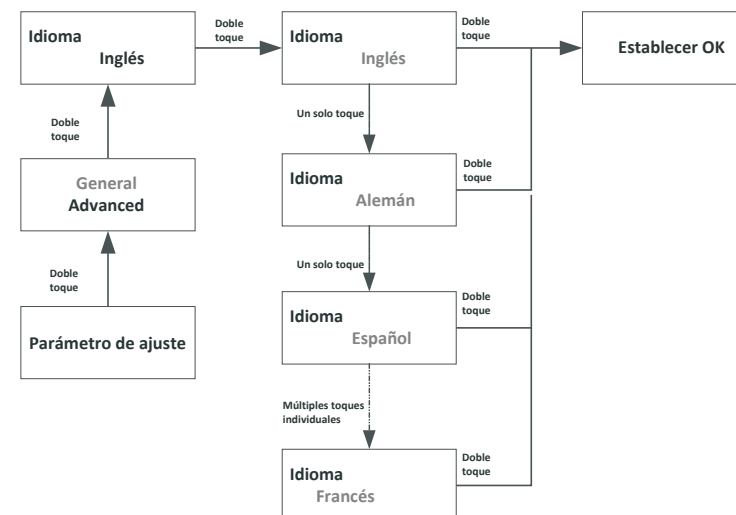 Idioma
Inglés
Doble
toque
Idioma
Inglés
Doble
toque
Establecer OK
Doble
toque
Un solo toque
General
Advanced
Idioma
Alemán
Doble
toque
Doble
toque
Un solo toque
Parámetro de ajuste
Idioma
Español
Doble
toque
Múltiples toques
individuales
Idioma
Francés
Doble
toque